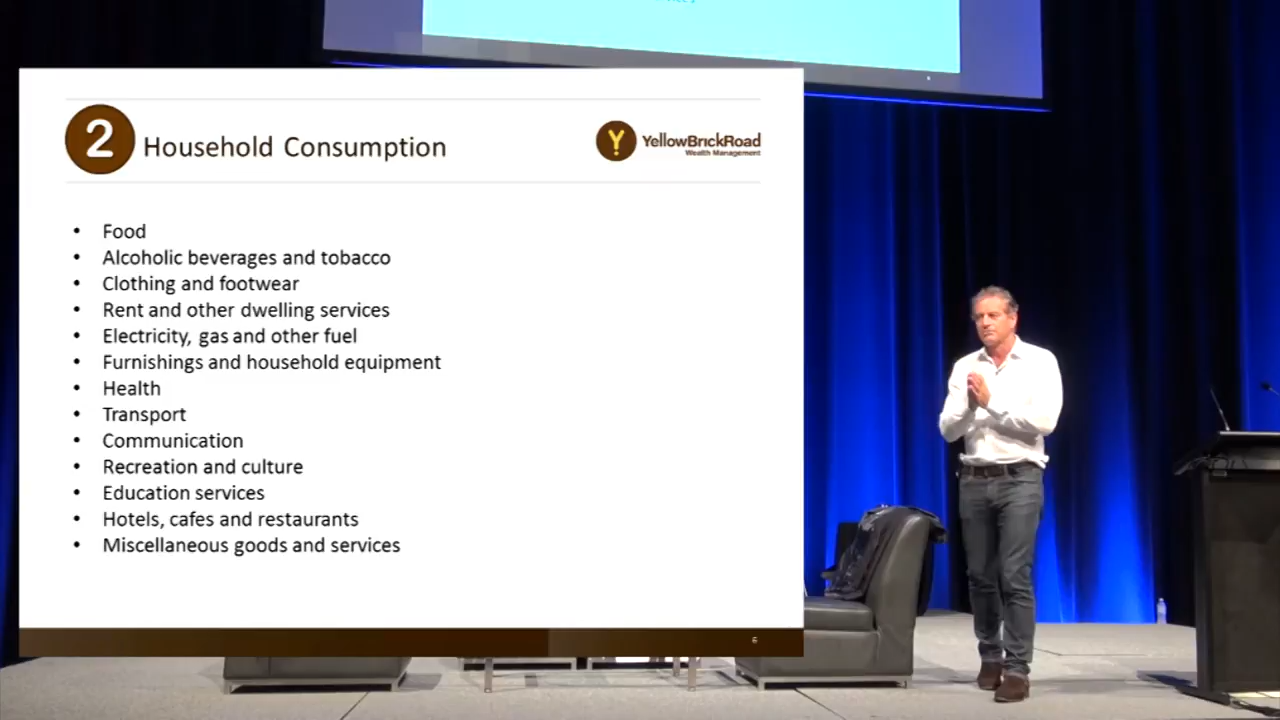 2
Household Consumption
Y
YellowBrickRoad
Wealth Management
• Food
• Alcoholic beverages and tobacco
• Clothing and footwear
• Rent and other dwelling services
• Electricity, gas and other fuel
• Furnishings and household equipment
• Health
• Transport
• Communication
• Recreation and culture
• Education services
• Hotels, cafes and restaurants
• Miscellaneous goods and services
6